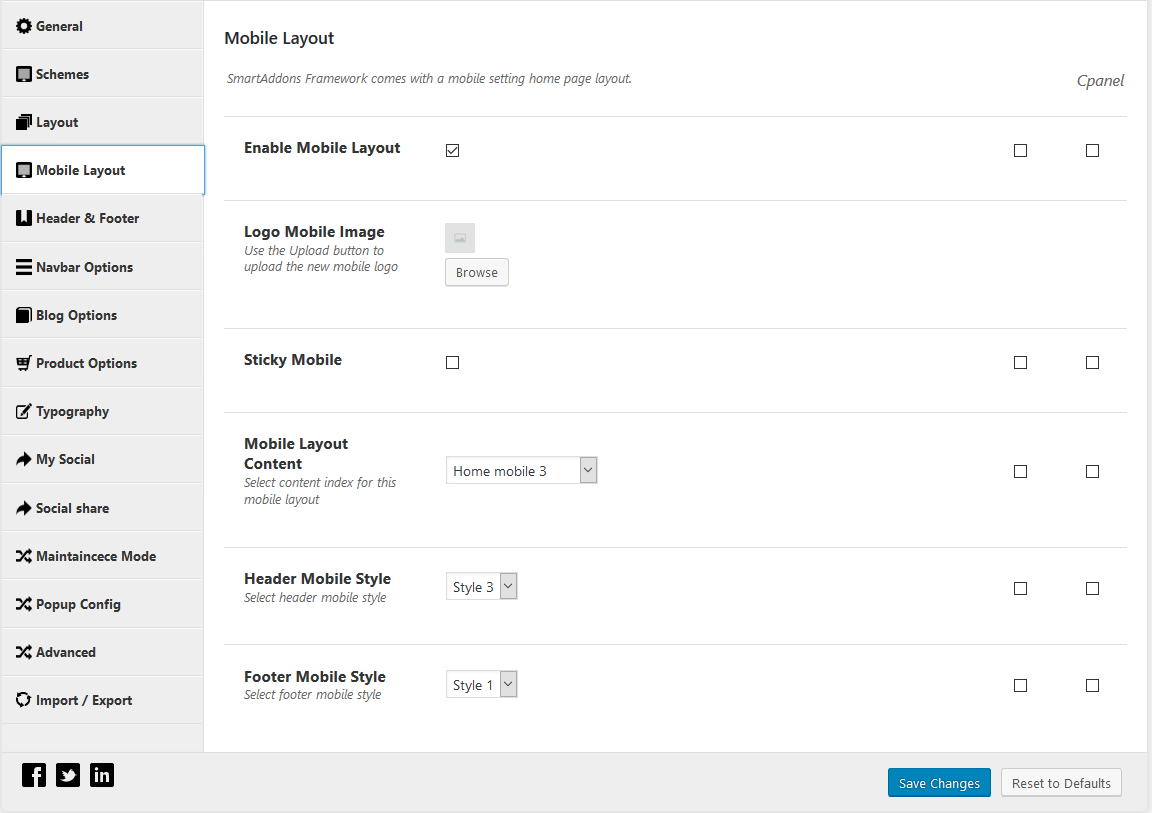 General
Schemes
Layout
Mobile Layout
Header & Footer
Navbar Options
Blog Options
Product Options
Typography
My Social
Social share
Maintaincece Mode
Popup Config
Advanced
Import / Export
Mobile Layout
SmartAddons Framework comes with a mobile setting home page layout.
Cpanel
Enable Mobile Layout
Logo Mobile Image
Use the Upload button to
upload the new mobile logo
Browse
Sticky Mobile
Mobile Layout
Content
Select content index for this
mobile layout
Home mobile 3
Header Mobile Style
Select header mobile style
Style 3
Footer Mobile Style
Select footer mobile style
Style 1
f
in
Save Changes
Reset to Defaults